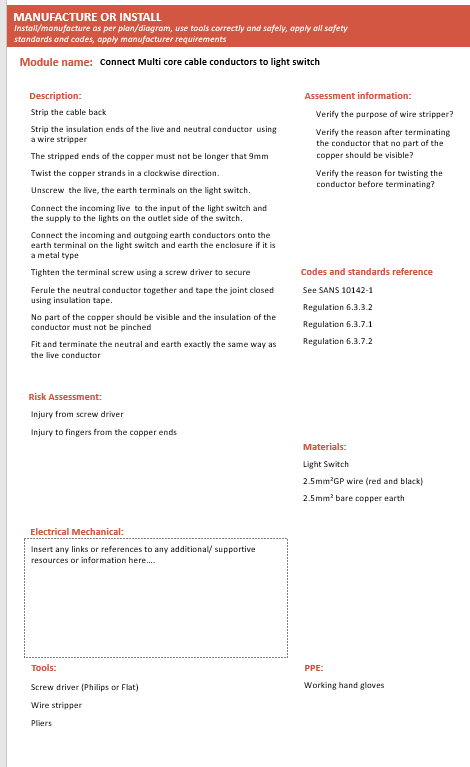 MANUFACTURE OR INSTALL
Install/manufacture as per plan/diagram, use tools correctly and safely, apply all safety
standards and codes, apply manufacturer requirements
Module name: Connect Multi core cable conductors to light switch
Description:
Strip the cable back
Strip the insulation ends of the live and neutral conductor using
a wire stripper
The stripped ends of the copper must not be longer that 9mm
Twist the copper strands in a clockwise direction.
Unscrew the live, the earth terminals on the light switch.
Connect the incoming live to the input of the light switch and
the supply to the lights on the outlet side of the switch.
Connect the incoming and outgoing earth conductors onto the
earth terminal on the light switch and earth the enclosure if it is
a metal type
Tighten the terminal screw using a screw driver to secure
Ferule the neutral conductor together and tape the joint closed
using insulation tape.
No part of the copper should be visible and the insulation of the
conductor must not be pinched
Fit and terminate the neutral and earth exactly the same way as
the live conductor
Assessment information:
Verify the purpose of wire stripper?
Verify the reason after terminating
the conductor that no part of the
copper should be visible?
Verify the reason for twisting the
conductor before terminating?
Codes and standards reference
See SANS 10142-1
Regulation 6.3.3.2
Regulation 6.3.7.1
Regulation 6.3.7.2
Risk Assessment:
Injury from screw driver
Injury to fingers from the copper ends
Materials:
Light Switch
2.5mm²GP wire (red and black)
2.5mm² bare copper earth
Electrical Mechanical:
Insert any links or references to any additional/ supportive
resources or information here....
Tools:
Screw driver (Philips or Flat)
Wire stripper
Pliers
PPE:
Working hand gloves